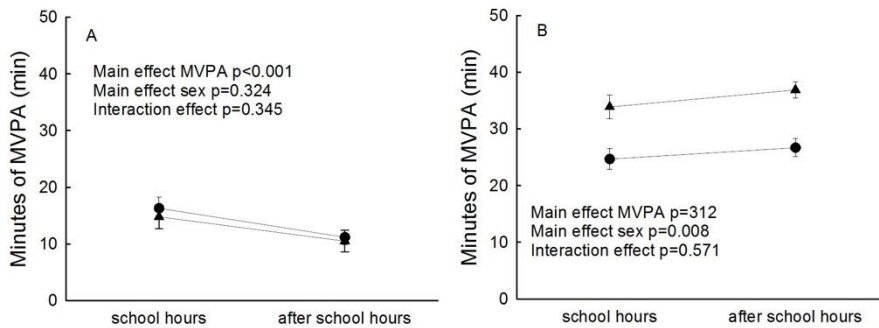 50
40
30
20
10
0
Minutes of MVPA (min)
A
Main effect MVPA p<0.001
Main effect sex p=0.324
Interaction effect p=0.345
school hours
after school hours
50
40
30
20
10
0
Minutes of MVPA (min)
B
Main effect MVPA p=312
Main effect sex p=0.008
Interaction effect p=0.571
school hours
after school hours